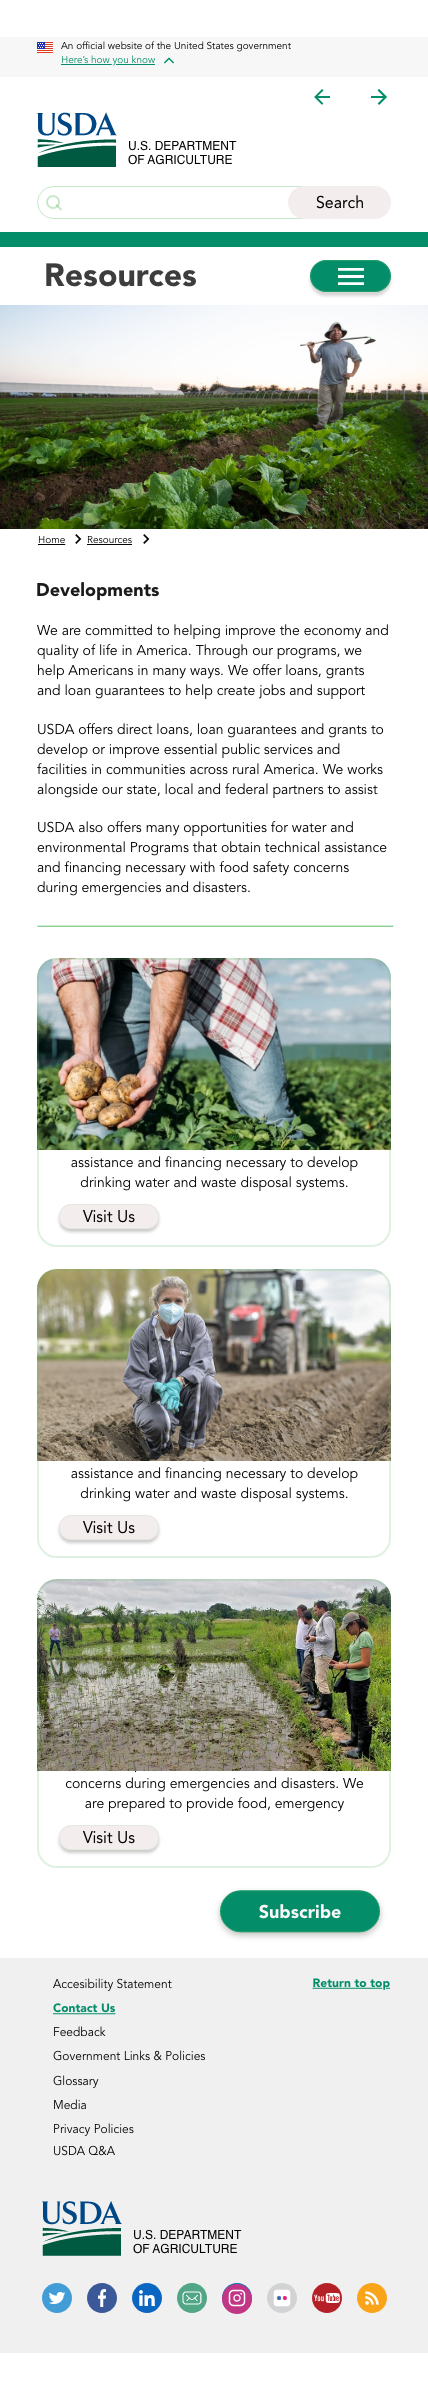 An official website of the United States government
Here's how you know
USDA
U.S. DEPARTMENT
OF AGRICULTURE
Search
Resources
Home
Resources
Developments
We are committed to helping improve the economy and
quality of life in America. Through our programs, we
help Americans in many ways. We offer loans, grants
and loan guarantees to help create jobs and support
USDA offers direct loans, loan guarantees and grants to
develop or improve essential public services and
facilities in communities across rural America. We works
alongside our state, local and federal partners to assist
USDA also offers many opportunities for water and
environmental Programs that obtain technical assistance
and financing necessary with food safety concerns
during emergencies and disasters.
assistance and financing necessary to develop
drinking water and waste disposal systems.
Visit Us
assistance and financing necessary to develop
drinking water and waste disposal systems.
Visit Us
concerns during emergencies and disasters. We
are prepared to provide food, emergency
Visit Us
Subscribe
Accesibility Statement
Return to top
Contact Us
Feedback
Government Links & Policies
Glossary
Media
Privacy Policies
USDA Q&A
USDA
U.S. DEPARTMENT
OF AGRICULTURE
You Tube